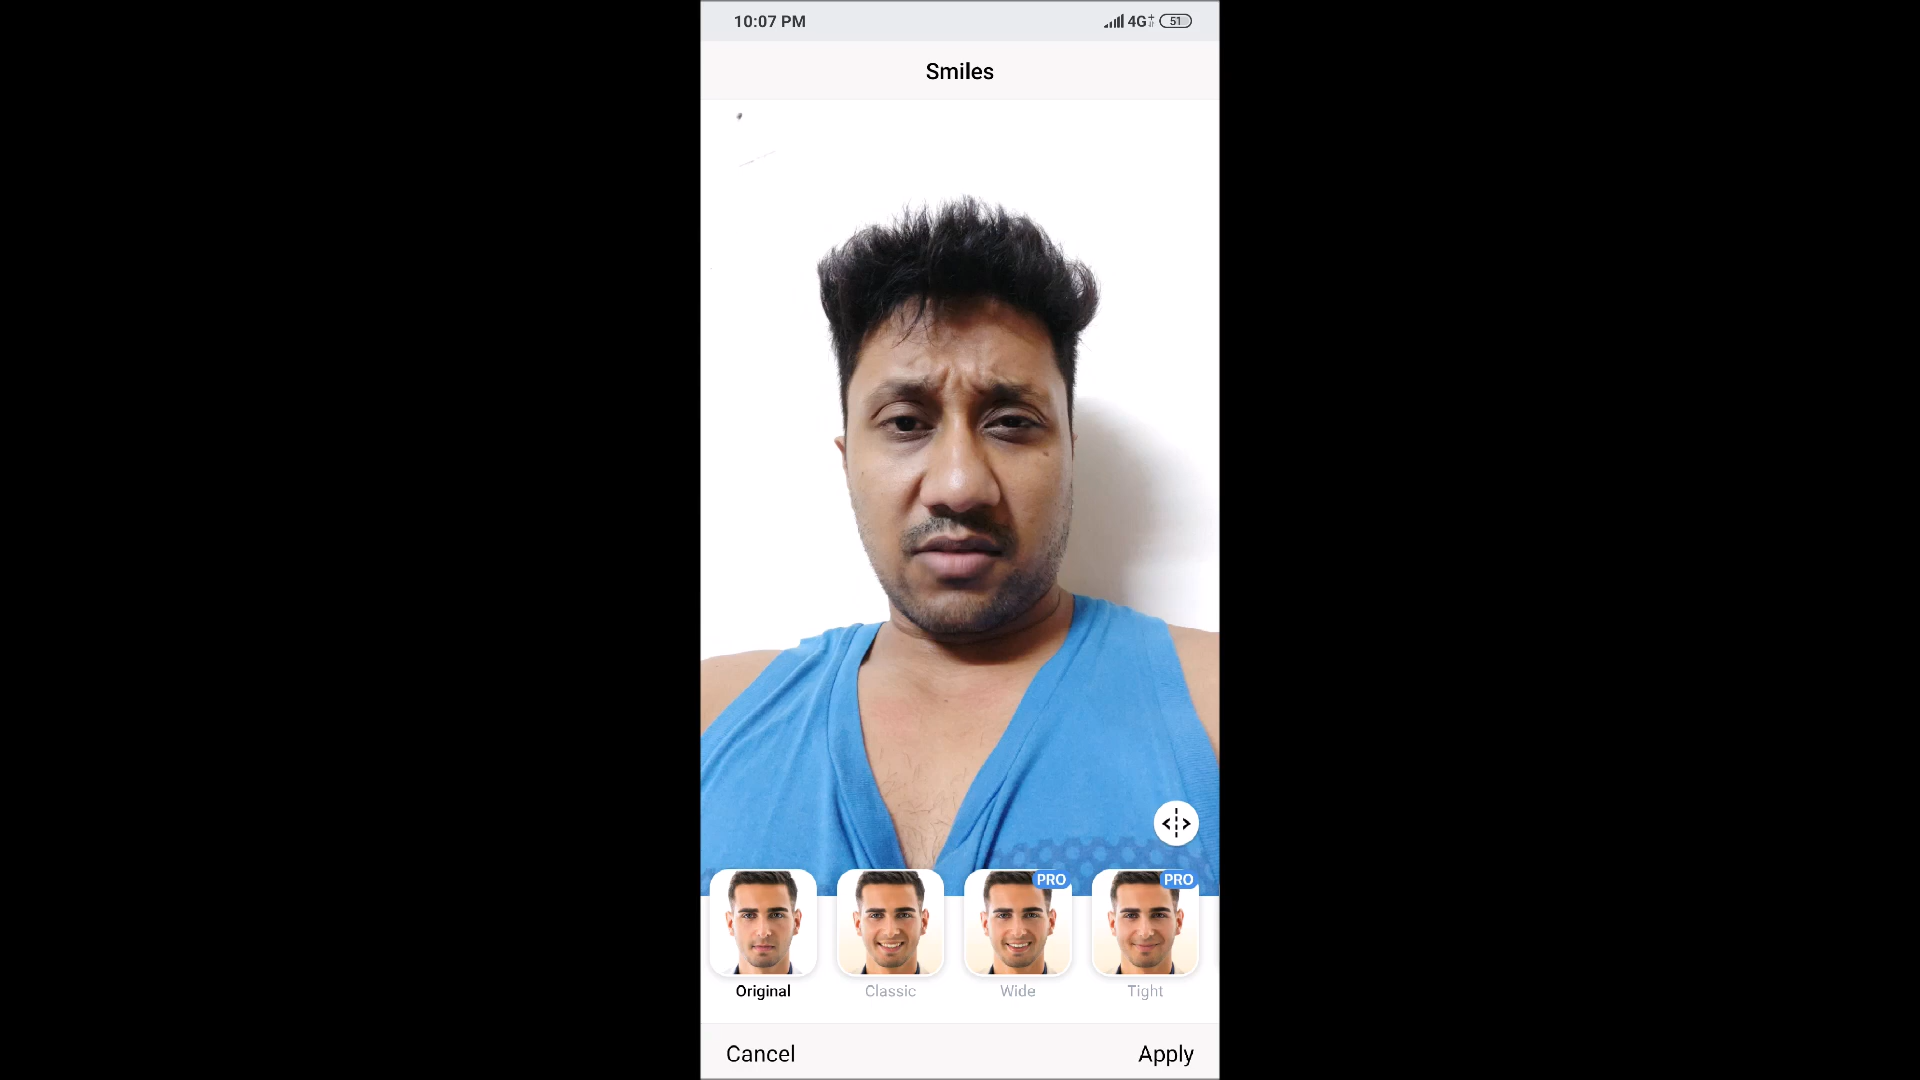 10:07 PM 4G+ 51
Smiles
PRO PRO
Original Classic Wide Tight
Cancel Apply